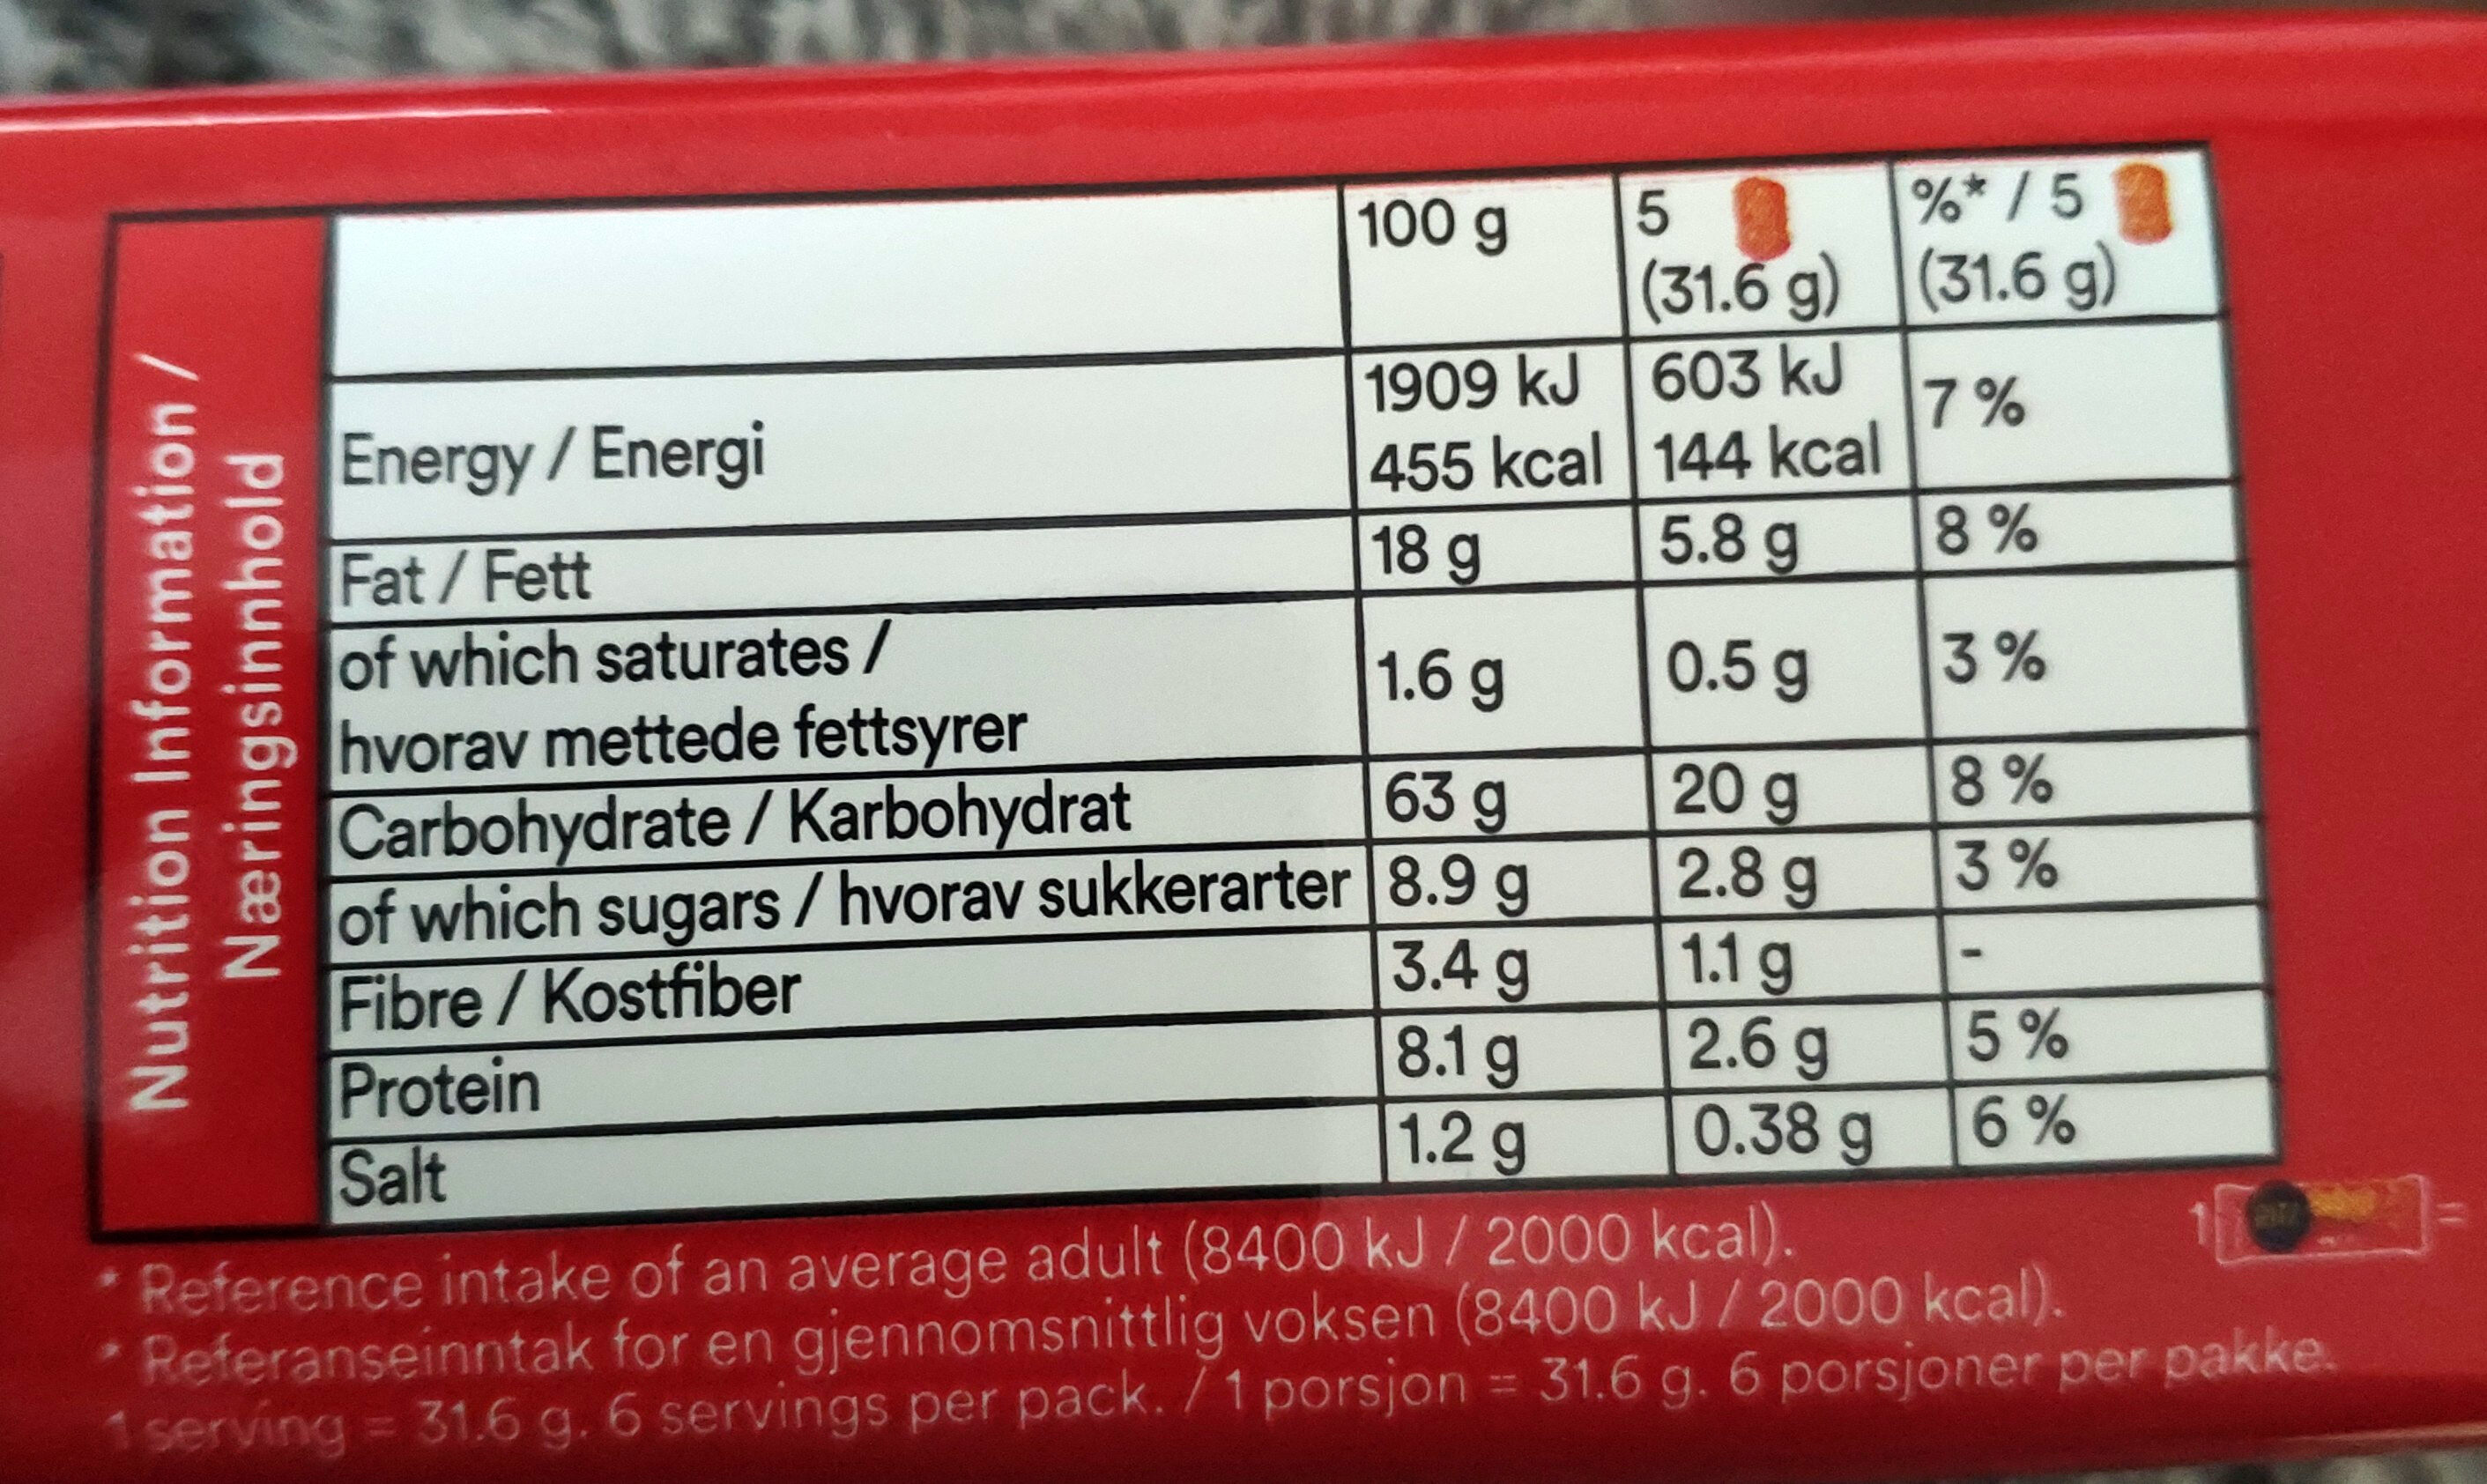 Nutrition Information /
Næringsinnhold
100 g
5
(31.6 g)
%* / 5
(31.6 g)
Energy / Energi
1909 kJ
455 kcal
603 kJ
144 kcal
7 %
Fat / Fett 18 g 5.8 g 8 %
of which saturates /
hvorav mettede fettsyrer
1.6 g 0.5 g 3 %
Carbohydrate / Karbohydrat 63 g 20 g 8 %
of which sugars / hvorav sukkerarter 8.9 g 2.8 g 3 %
Fibre / Kostfiber 3.4 g 1.1 g -
Protein 8.1 g 2.6 g 5 %
Salt 1.2 g 0.38 g 6 %
* Reference intake of an average adult (8400 kJ / 2000 kcal).
* Referanseinntak for en gjennomsnittlig voksen (8400 kJ / 2000 kcal).
1 serving = 31.6 g. 6 servings per pack. / 1 porsjon = 31.6 g. 6 porsjoner per pakke.
1 =